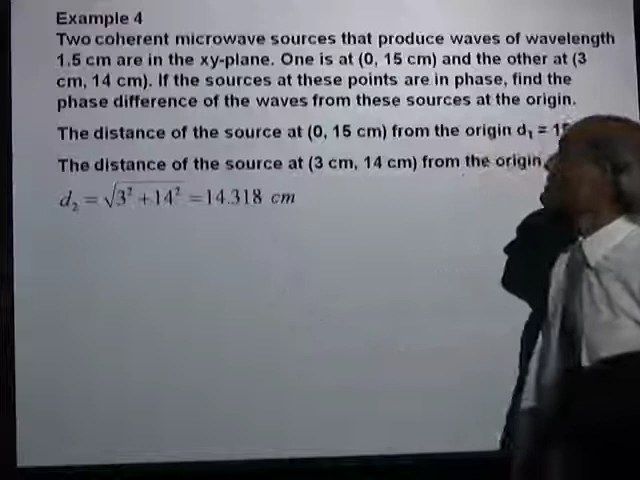 Example 4
Two coherent microwave sources that produce waves of wavelength
1.5 cm are in the xy-plane. One is at (0, 15 cm) and the other at (3
cm, 14 cm). If the sources at these points are in phase, find the
phase difference of the waves from these sources at the origin.
The distance of the source at (0, 15 cm) from the origin d₁ =
The distance of the source at (3 cm, 14 cm) from the origin
d₂ = √(3² + 14²) = 14.318 cm